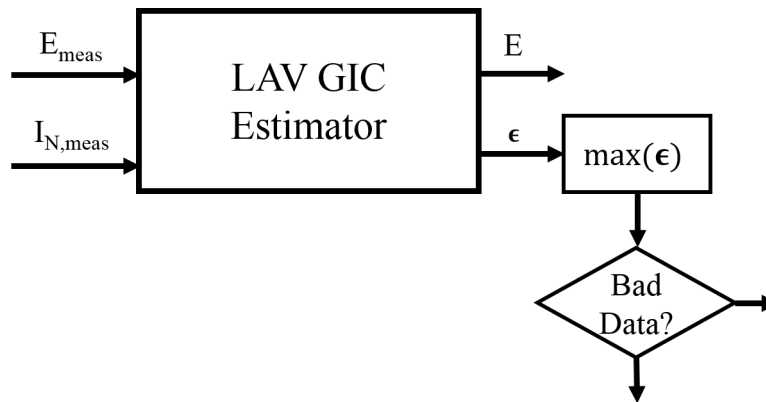 E_meas
I_N,meas
LAV GIC
Estimator
E
ϵ
max(ϵ)
Bad
Data?